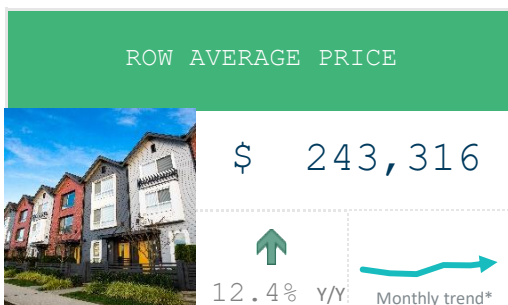 ROW AVERAGE PRICE
$ 243,316
12.4% Y/Y
Monthly trend*